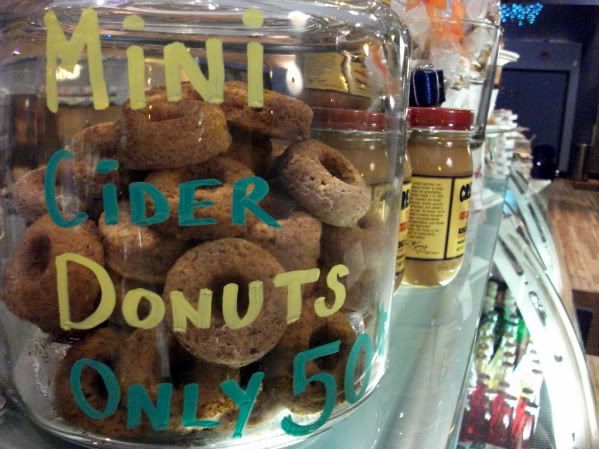 Mini
Cider
Donuts
Only 50¢